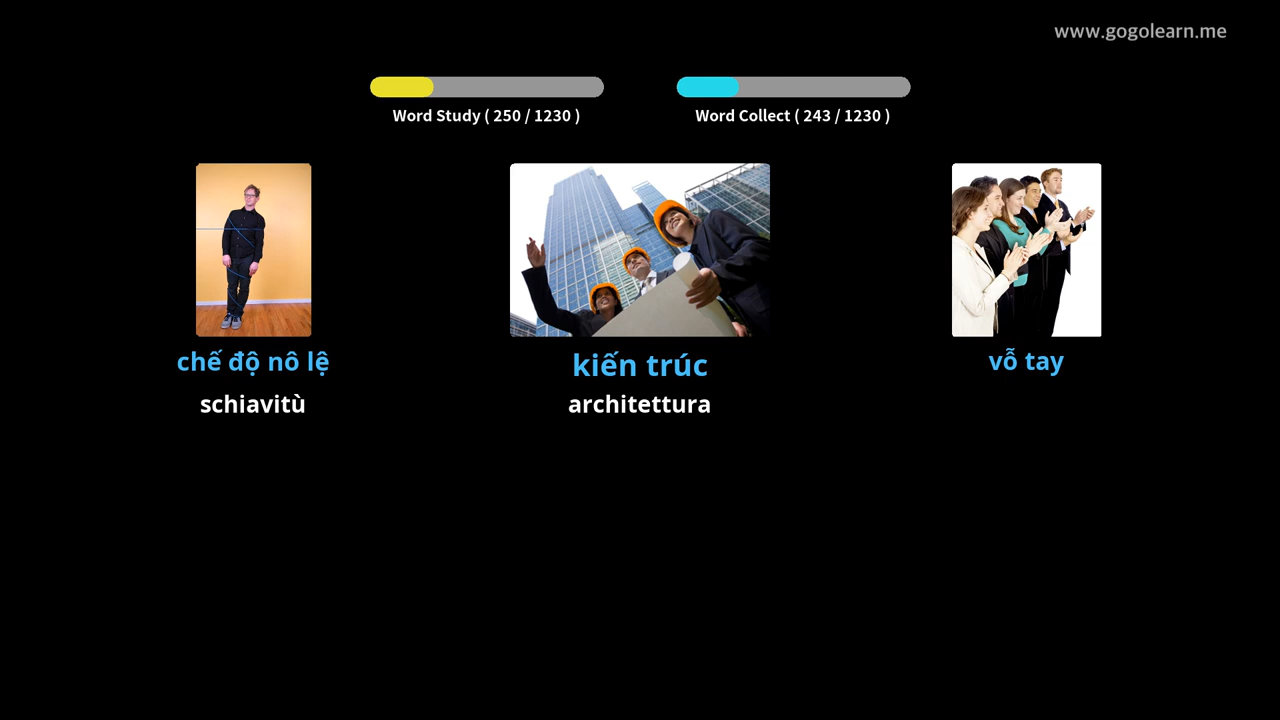 www.gogolearn.me
Word Study ( 250 / 1230 )
Word Collect ( 243 / 1230 )
chế độ nô lệ
schiavitù
kiến trúc
architettura
vỗ tay